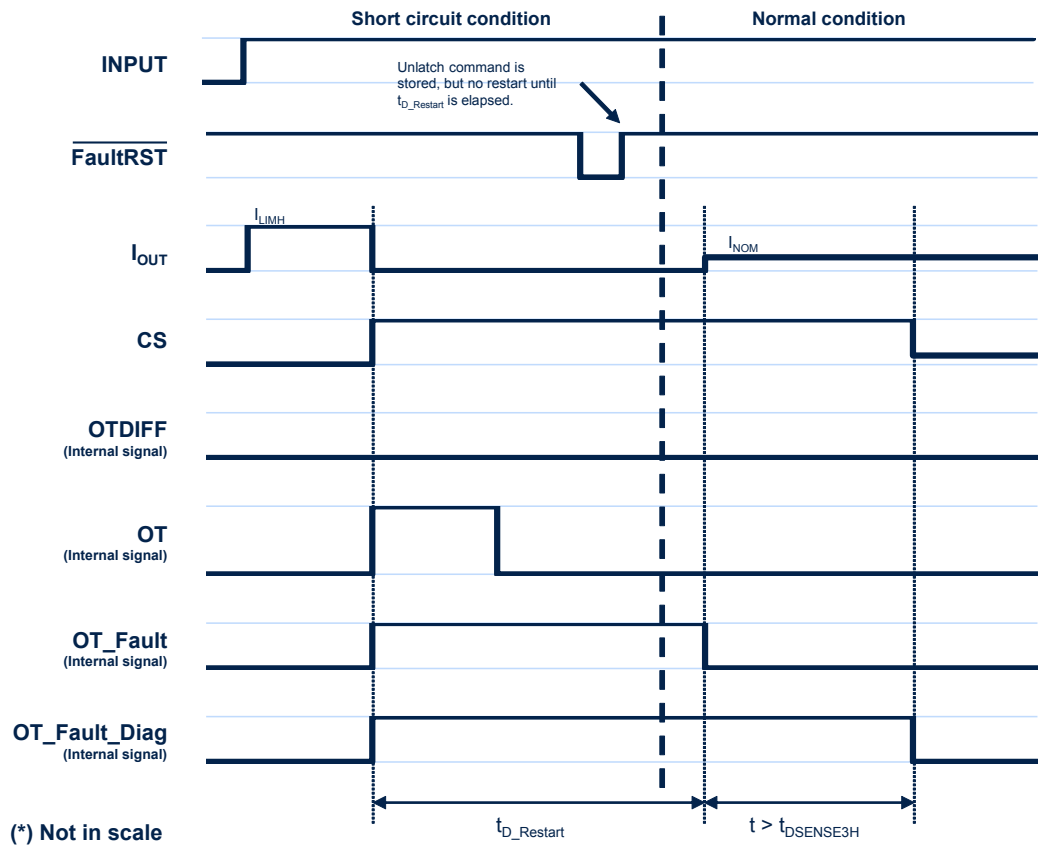 Short circuit condition
Normal condition
INPUT
Unlatch command is
stored, but no restart until
tD_Restart is elapsed.
FaultRST
ILIMH
IOUT
INOM
CS
OTDIFF
(Internal signal)
OT
(Internal signal)
OT_Fault
(Internal signal)
OT_Fault_Diag
(Internal signal)
tD_Restart
t > tDSENSE3H
(*) Not in scale